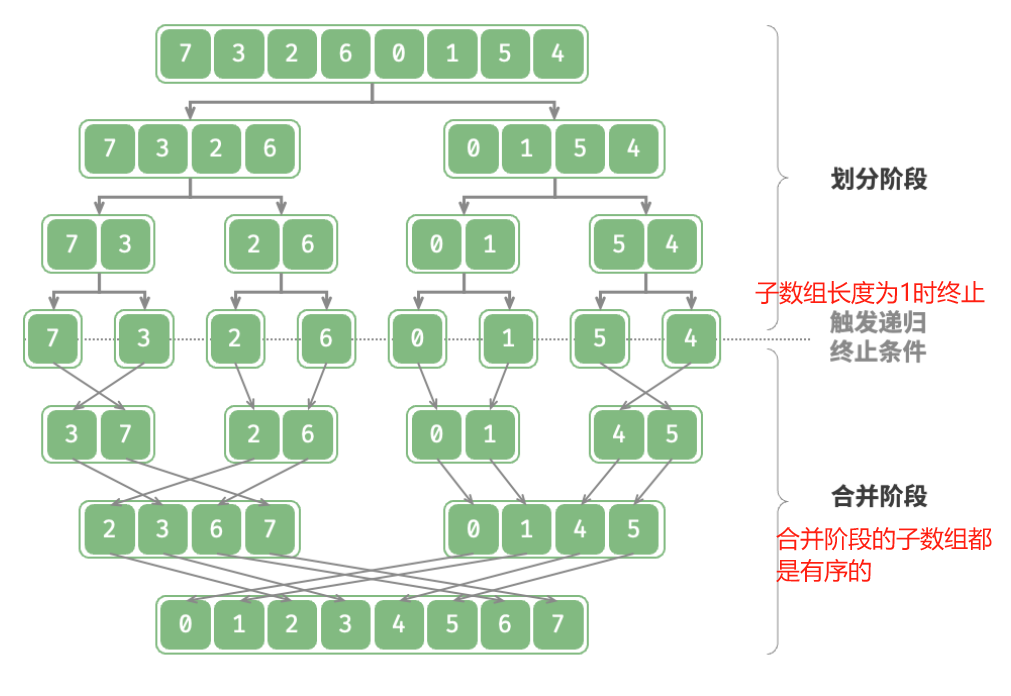 7 3 2 6 0 1 5 4
7 3 2 6 0 1 5 4
划分阶段
7 3 2 6 0 1 5 4
子数组长度为1时终止
触发递归
7 3 2 6 0 1 5 4
终止条件
3 7 2 6 0 1 4 5
合并阶段
2 3 6 7 0 1 4 5
合并阶段的子数组都
是有序的
0 1 2 3 4 5 6 7